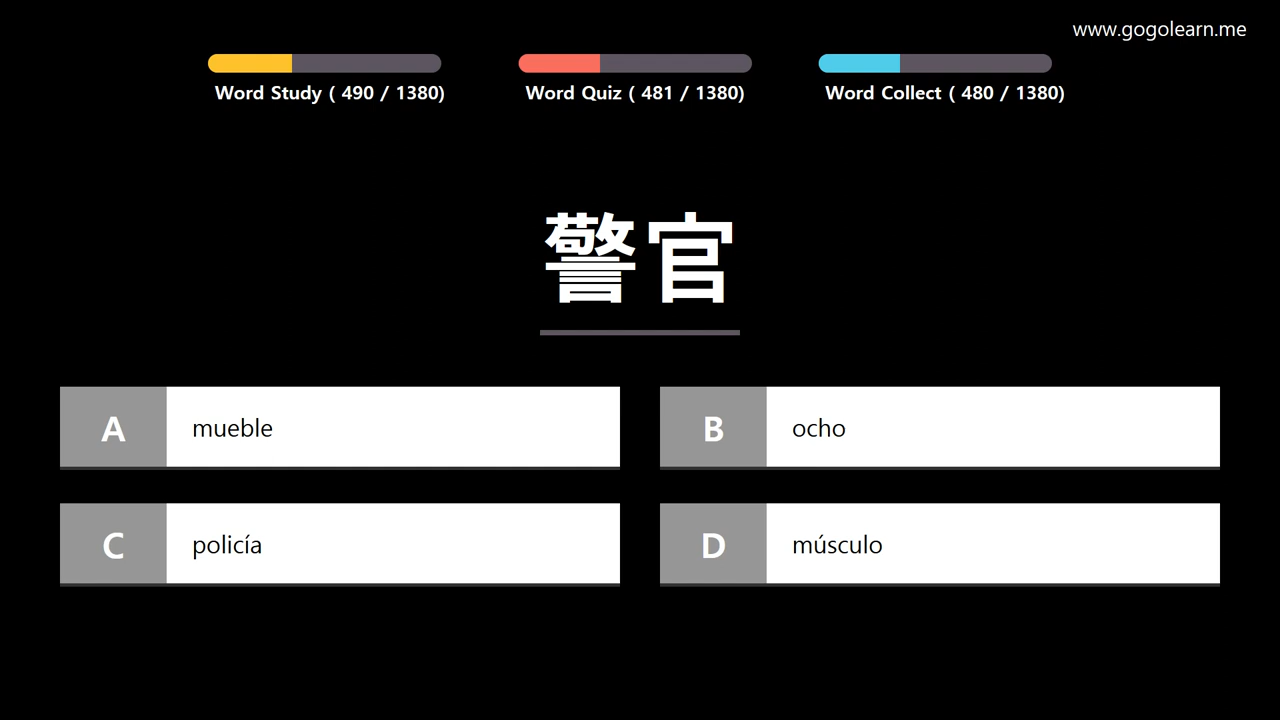 www.gogolearn.me
Word Study ( 490 / 1380)
Word Quiz ( 481 / 1380)
Word Collect ( 480 / 1380)
警官
A mueble
B ocho
C policía
D músculo